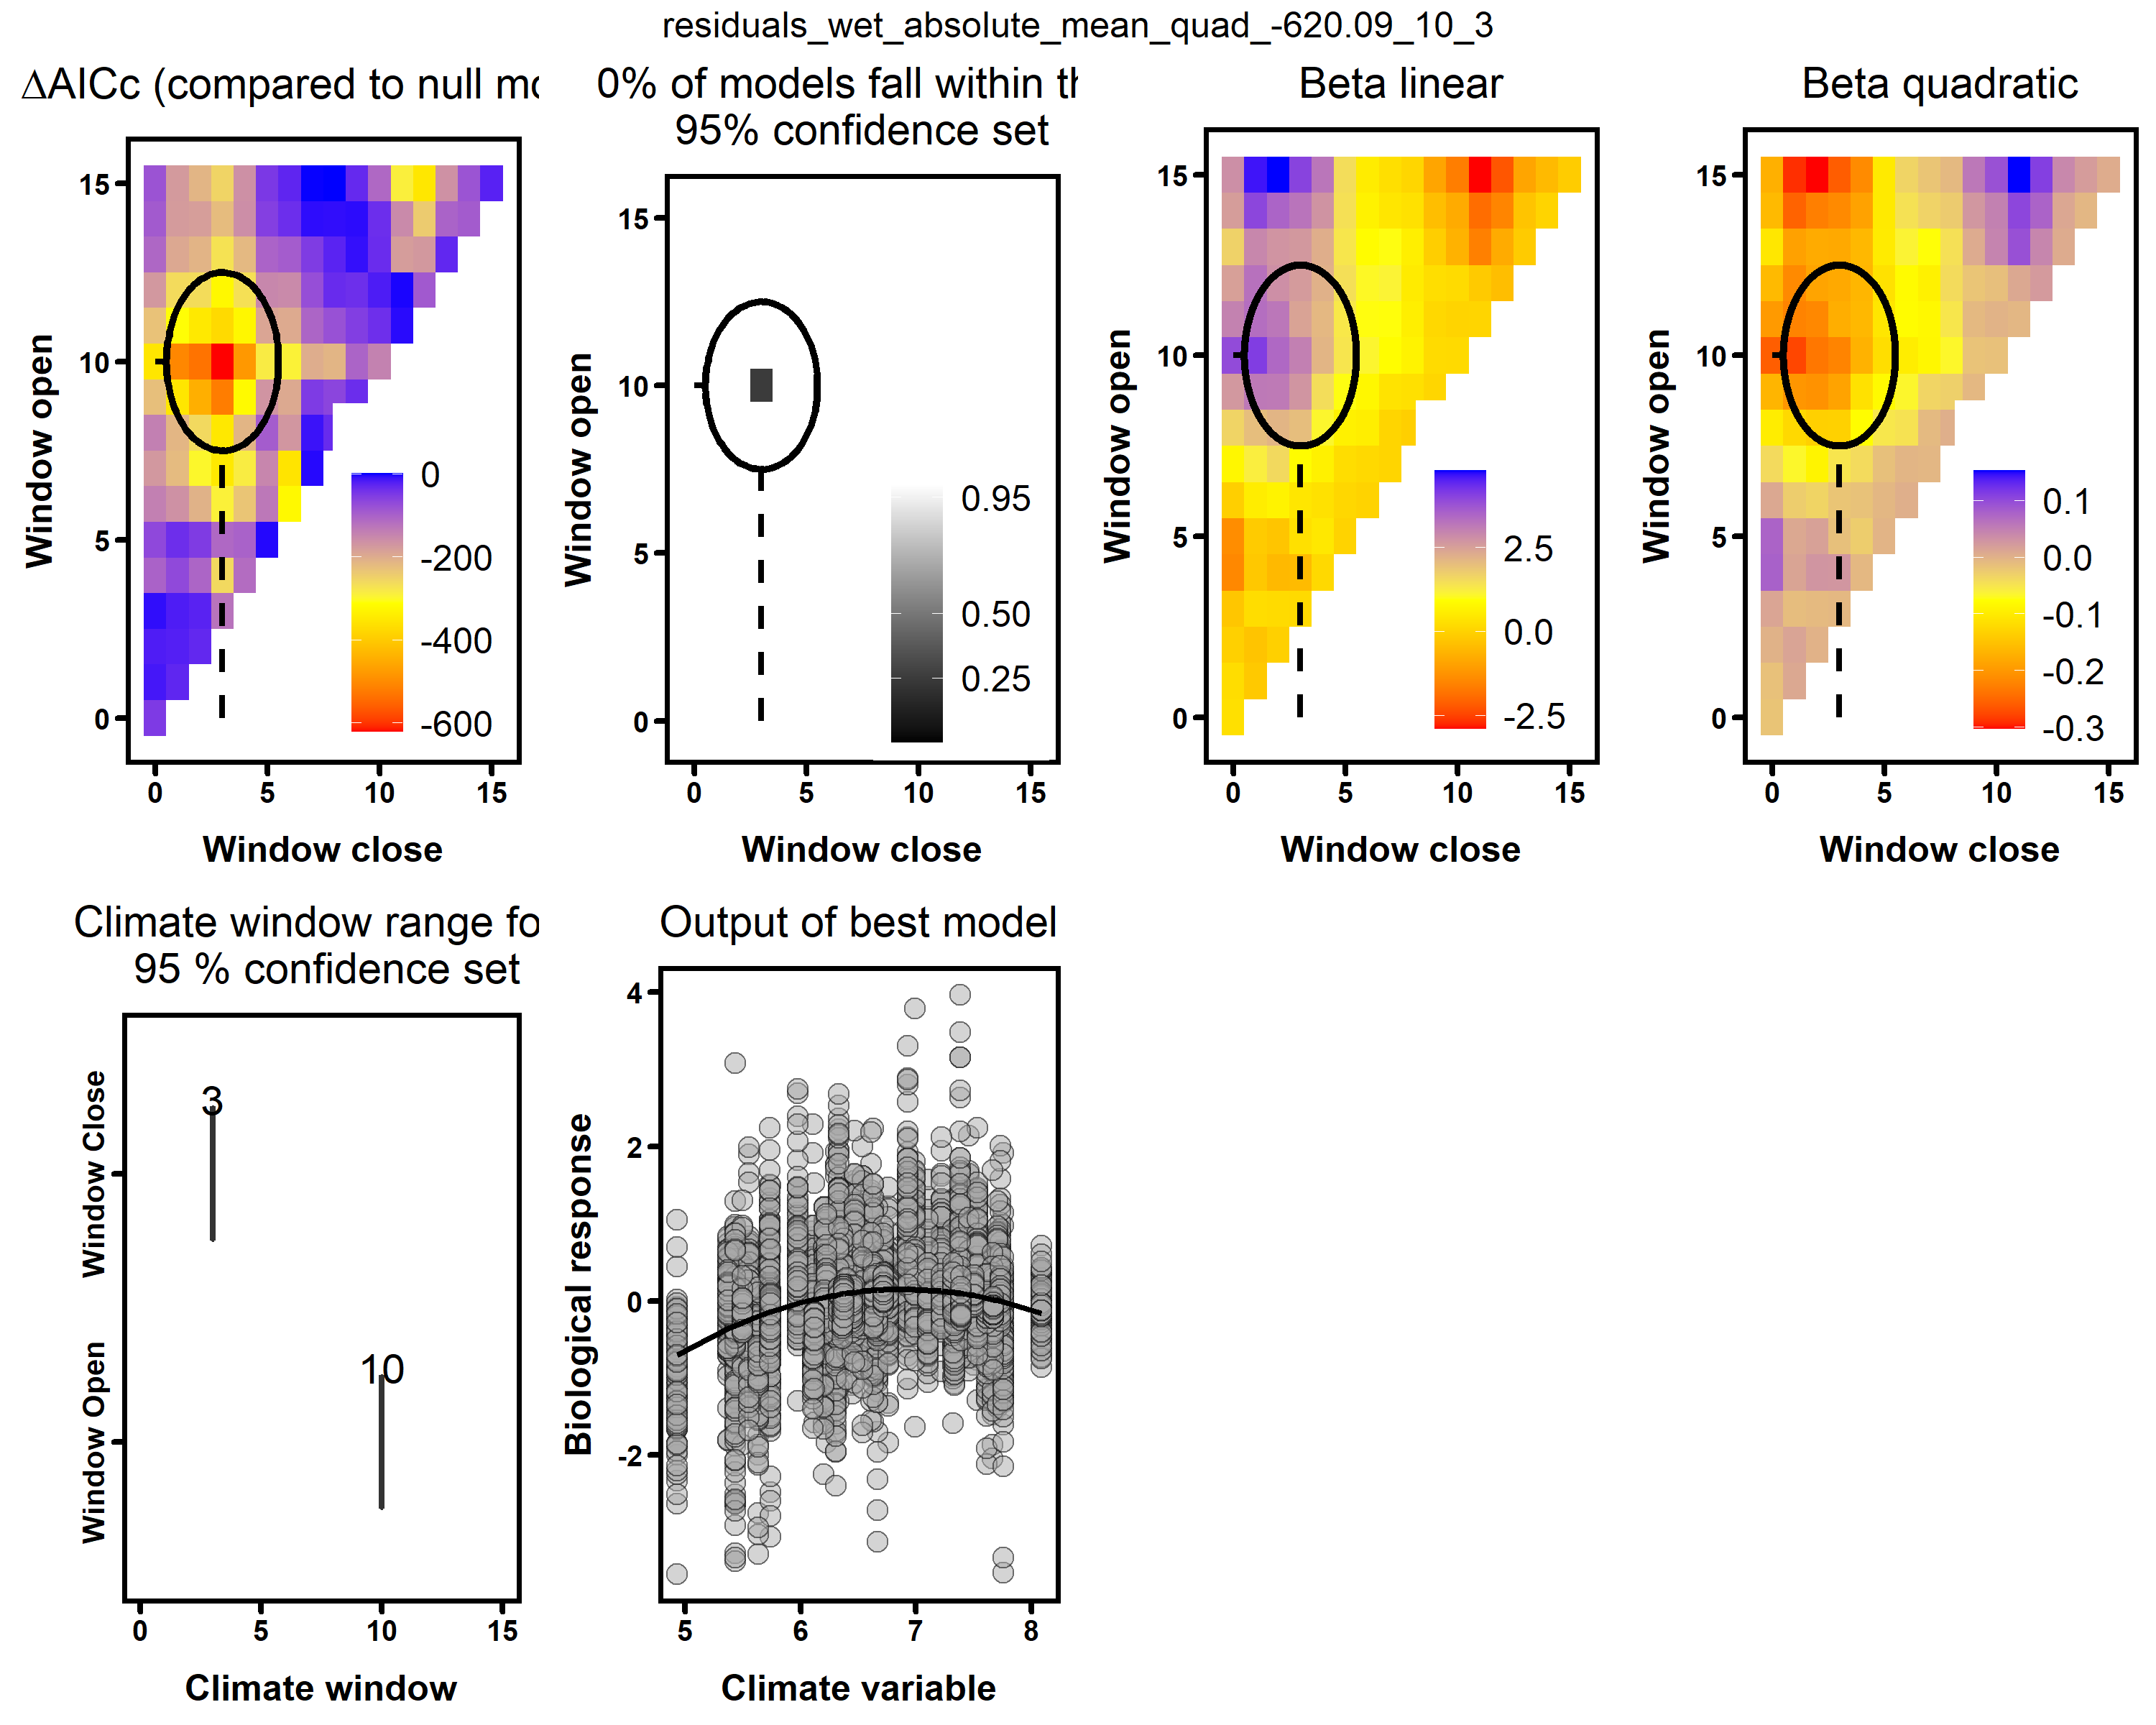 residuals_wet_absolute_mean_quad_-620.09_10_3
ΔAICc (compared to null mo
0% of models fall within th
95% confidence set
Beta linear
Beta quadratic
Window open
15
10
5
0
0
-200
-400
-600
0 5 10 15
Window close
Window open
15
10
5
0
0.95
0.50
0.25
0 5 10 15
Window close
Window open
15
10
5
0
2.5
0.0
-2.5
0 5 10 15
Window close
Window open
15
10
5
0
0.1
0.0
-0.1
-0.2
-0.3
0 5 10 15
Window close
Climate window range fo
95 % confidence set
Window Close
Window Open
3
10
0 5 10 15
Climate window
Output of best model
Biological response
4
2
0
-2
5 6 7 8
Climate variable